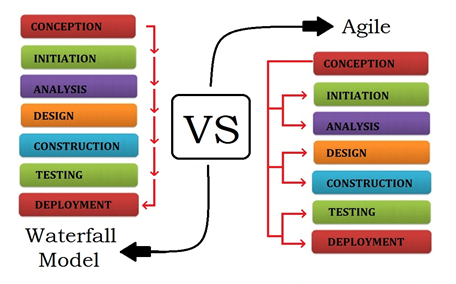 CONCEPTION
INITIATION
ANALYSIS
DESIGN
CONSTRUCTION
TESTING
DEPLOYMENT
Waterfall
Model
VS
Agile
CONCEPTION
INITIATION
ANALYSIS
DESIGN
CONSTRUCTION
TESTING
DEPLOYMENT